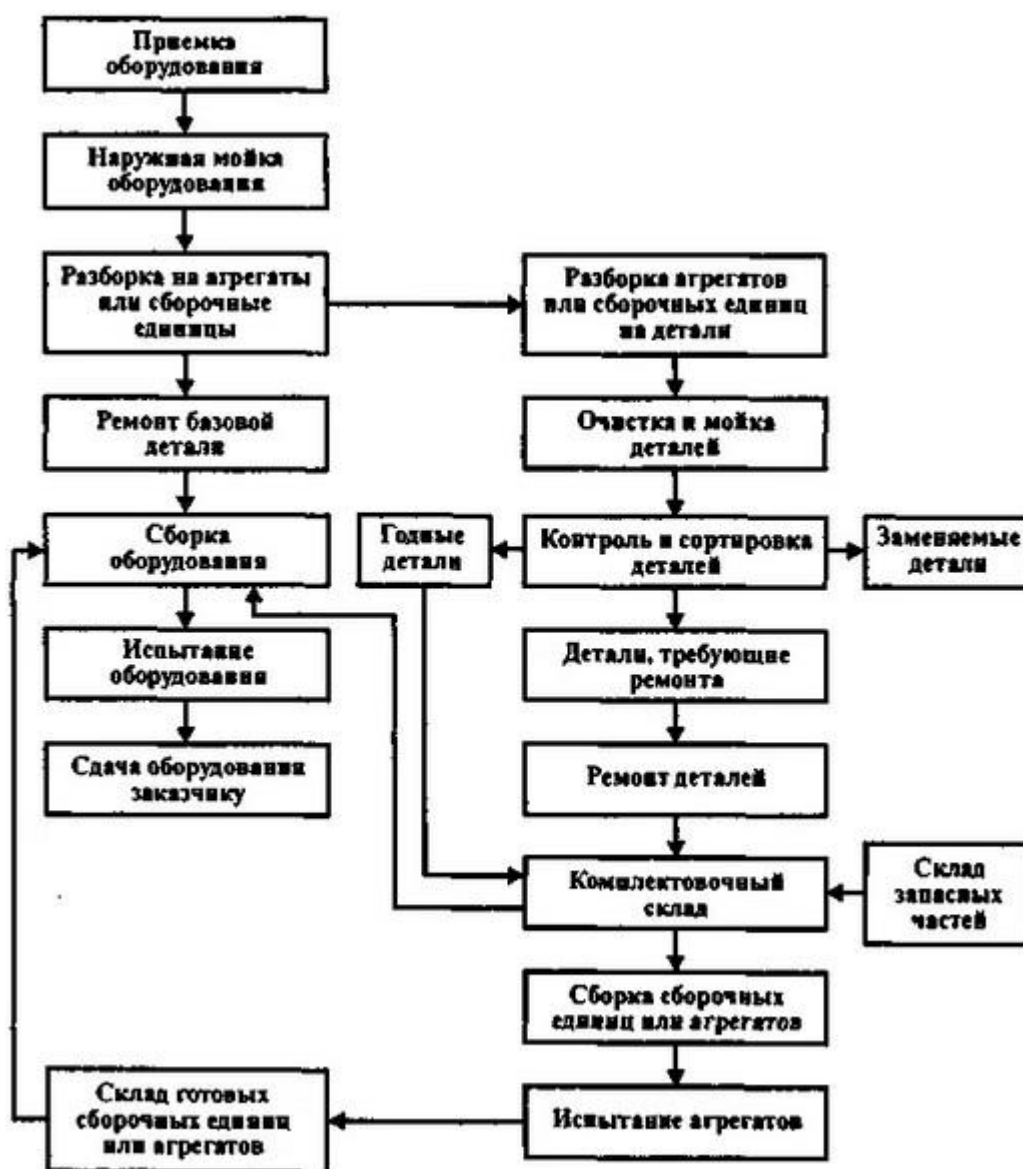 Приемка
оборудования
Наружная мойка
оборудования
Разборка на агрегаты
или сборочные
единицы
Разборка агрегатов
или сборочных единиц
на детали
Ремонт базовой
детали
Очистка и мойка
деталей
Сборка
оборудования
Годные
детали
Контроль и сортировка
деталей
Заменяемые
детали
Испытание
оборудования
Детали, требующие
ремонта
Сдача оборудования
заказчику
Ремонт деталей
Комплектовочный
склад
Склад
запасных
частей
Сборка сборочных
единиц или агрегатов
Склад готовых
сборочных единиц
или агрегатов
Испытание агрегатов